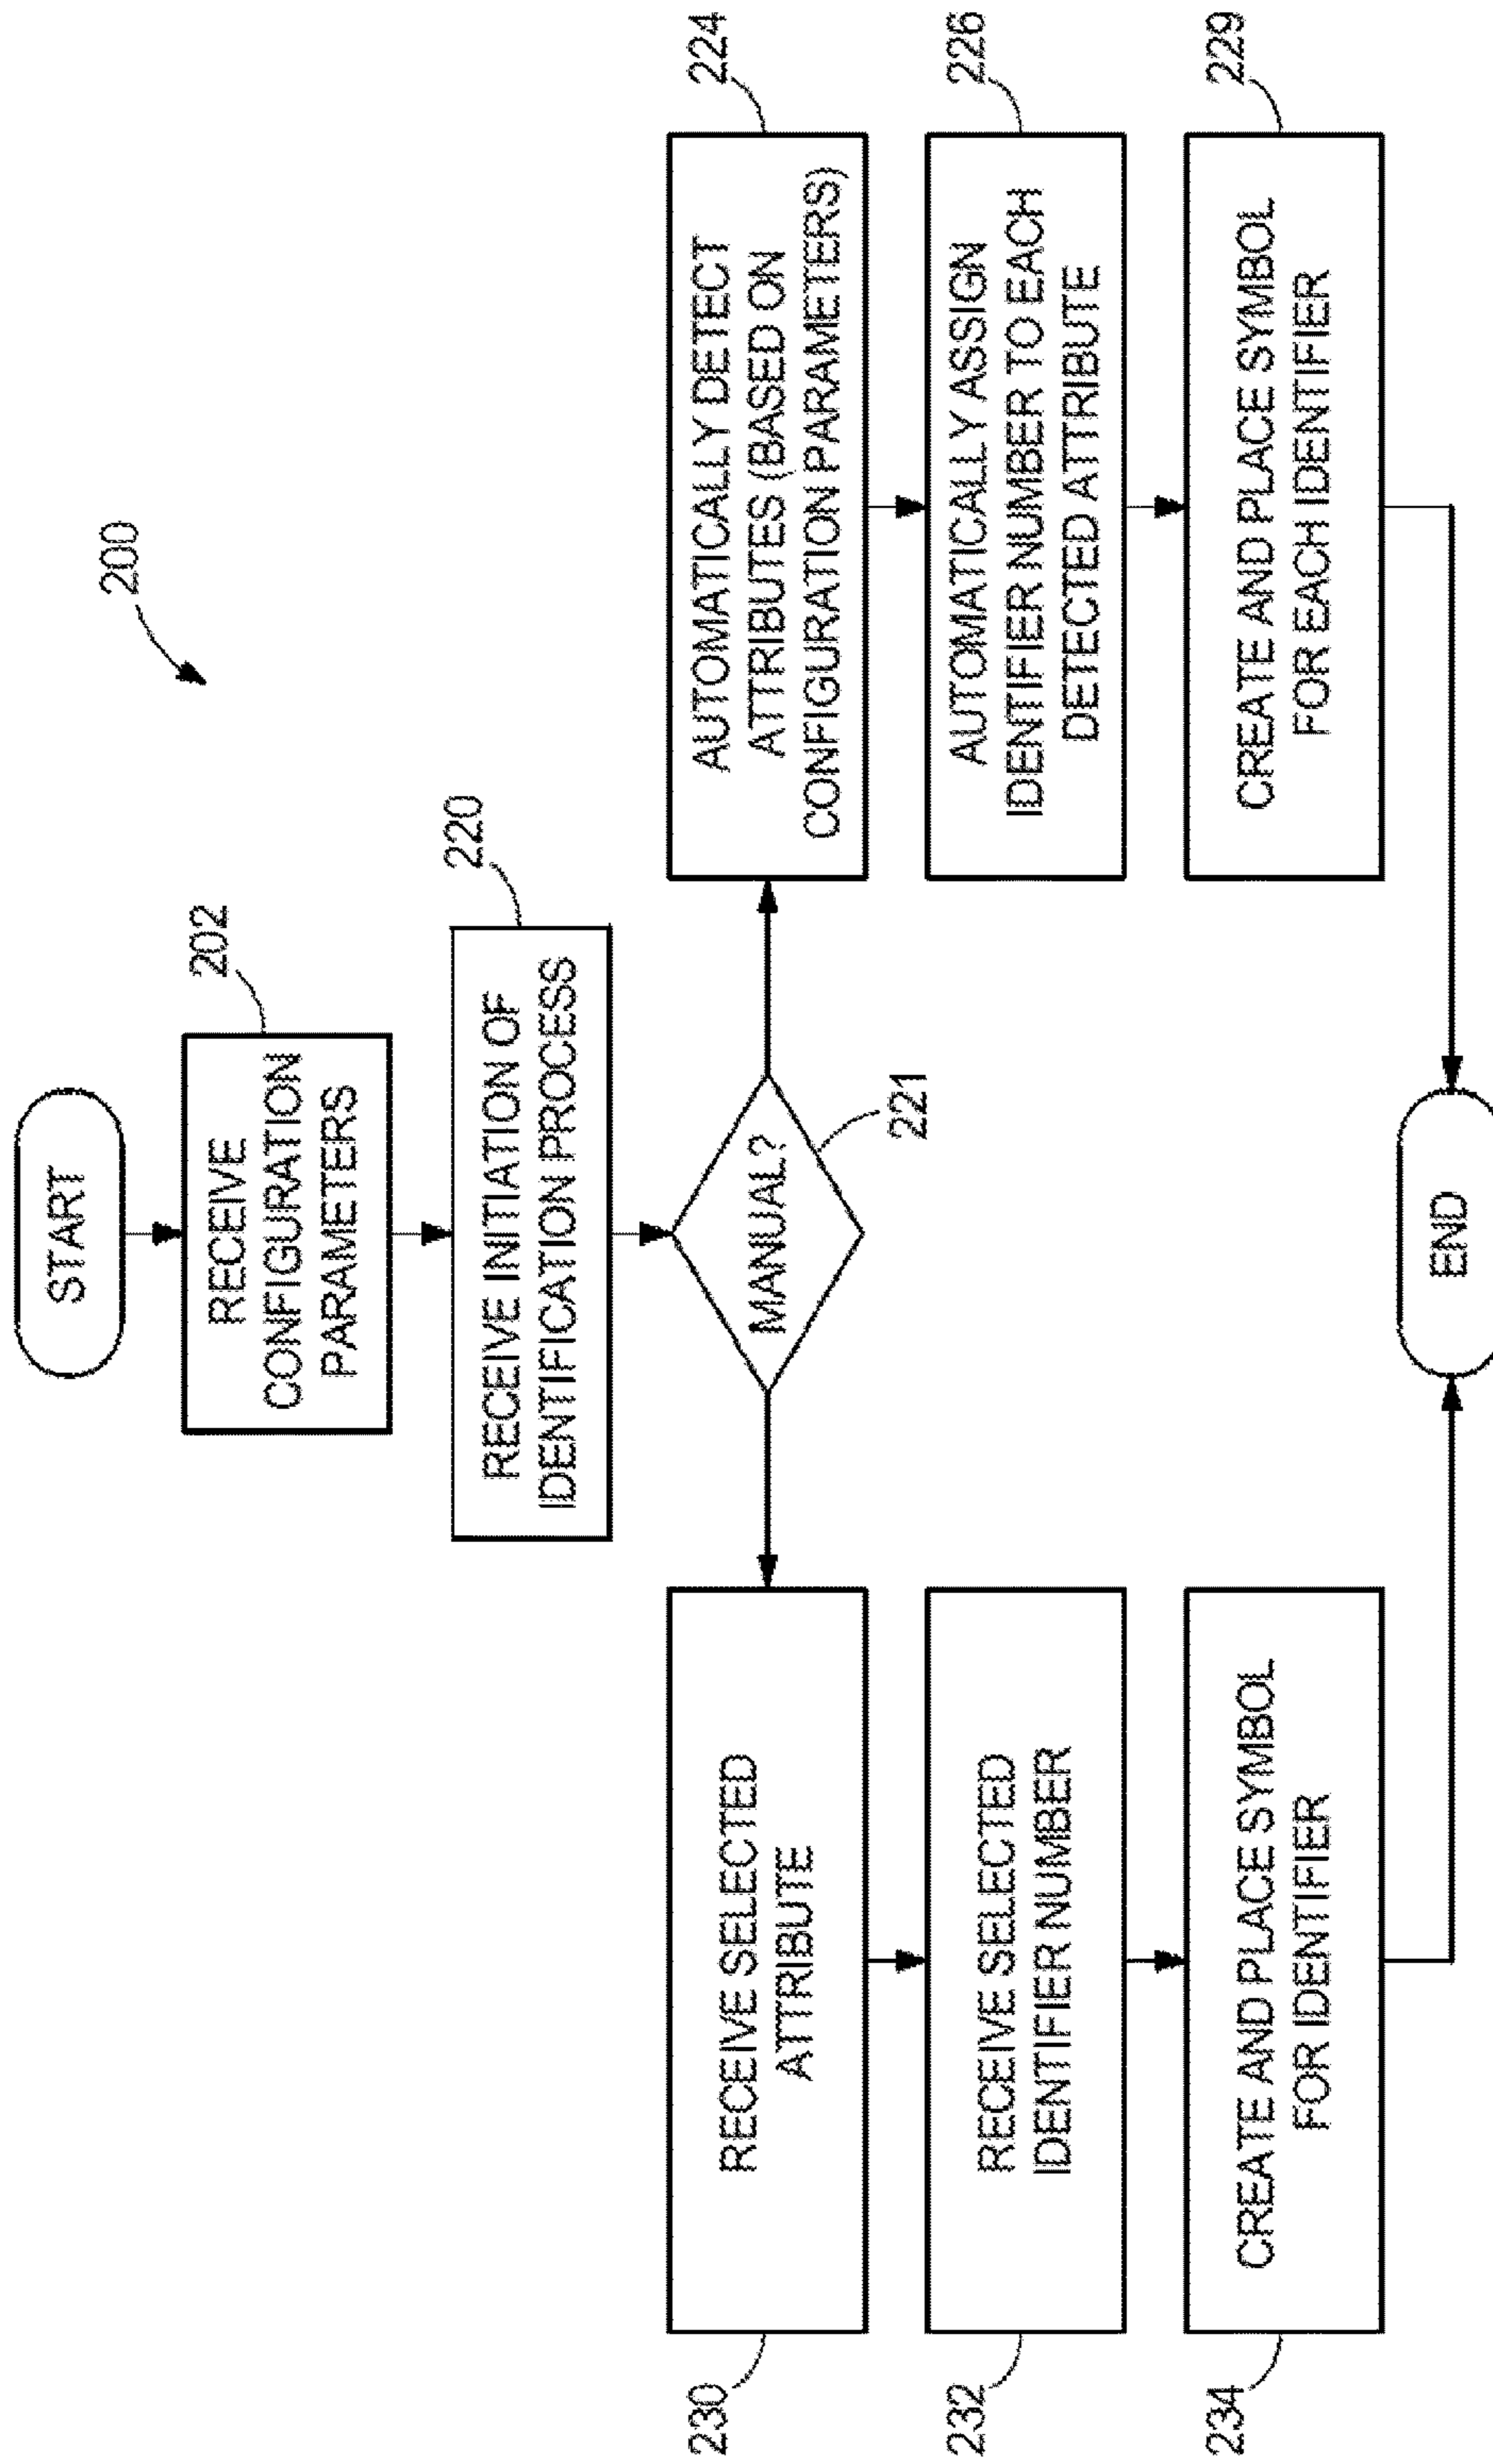 200
START
RECEIVE
CONFIGURATION
PARAMETERS
202
RECEIVE INITIATION OF
IDENTIFICATION PROCESS
220
MANUAL?
221
230
RECEIVE SELECTED
ATTRIBUTE
232
RECEIVE SELECTED
IDENTIFIER NUMBER
234
CREATE AND PLACE SYMBOL
FOR IDENTIFIER
AUTOMATICALLY DETECT
ATTRIBUTES (BASED ON
CONFIGURATION PARAMETERS)
224
AUTOMATICALLY ASSIGN
IDENTIFIER NUMBER TO EACH
DETECTED ATTRIBUTE
226
CREATE AND PLACE SYMBOL
FOR EACH IDENTIFIER
229
END